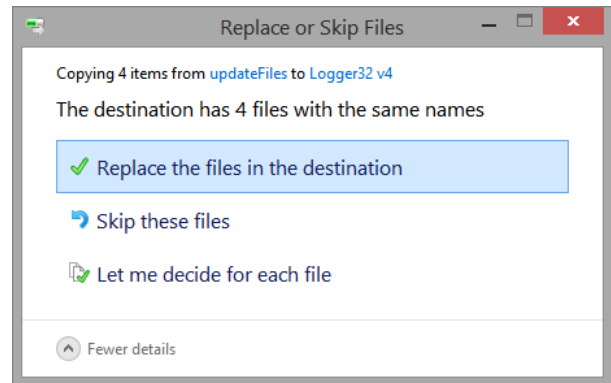 Replace or Skip Files
Copying 4 items from updateFiles to Logger32 v4
The destination has 4 files with the same names
Replace the files in the destination
Skip these files
Let me decide for each file
Fewer details